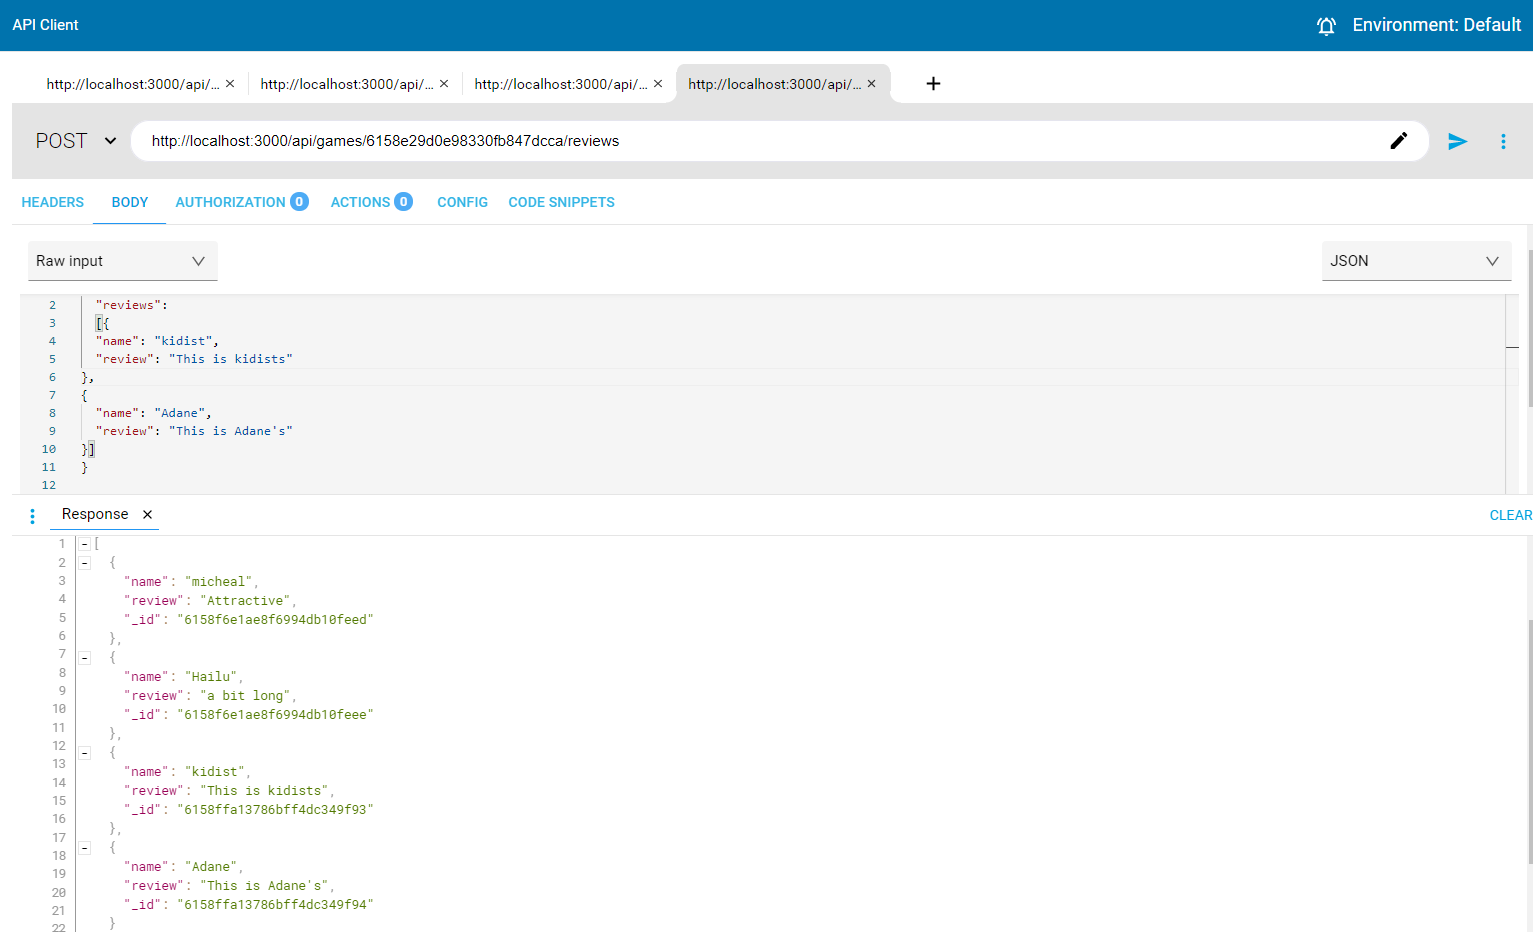 API Client
Environment: Default
http://localhost:3000/api/... × http://localhost:3000/api/... × http://localhost:3000/api/... × http://localhost:3000/api/... × +
POST http://localhost:3000/api/games/6158e29d0e98330fb847dcca/reviews
HEADERS BODY AUTHORIZATION 0 ACTIONS 0 CONFIG CODE SNIPPETS
Raw input JSON
2 "reviews":
3 [{
4 "name": "kidist",
5 "review": "This is kidists"
6 },
7 {
8 "name": "Adane",
9 "review": "This is Adane's"
10 }]
11 }
12
Response × CLEAR
1 - [
2 - {
3 "name": "micheal",
4 "review": "Attractive",
5 "_id": "6158f6e1ae8f6994db10feed"
6 },
7 - {
8 "name": "Hailu",
9 "review": "a bit long",
10 "_id": "6158f6e1ae8f6994db10feee"
11 },
12 - {
13 "name": "kidist",
14 "review": "This is kidists",
15 "_id": "6158ffa13786bff4dc349f93"
16 },
17 - {
18 "name": "Adane",
19 "review": "This is Adane's",
20 "_id": "6158ffa13786bff4dc349f94"
21 }
22